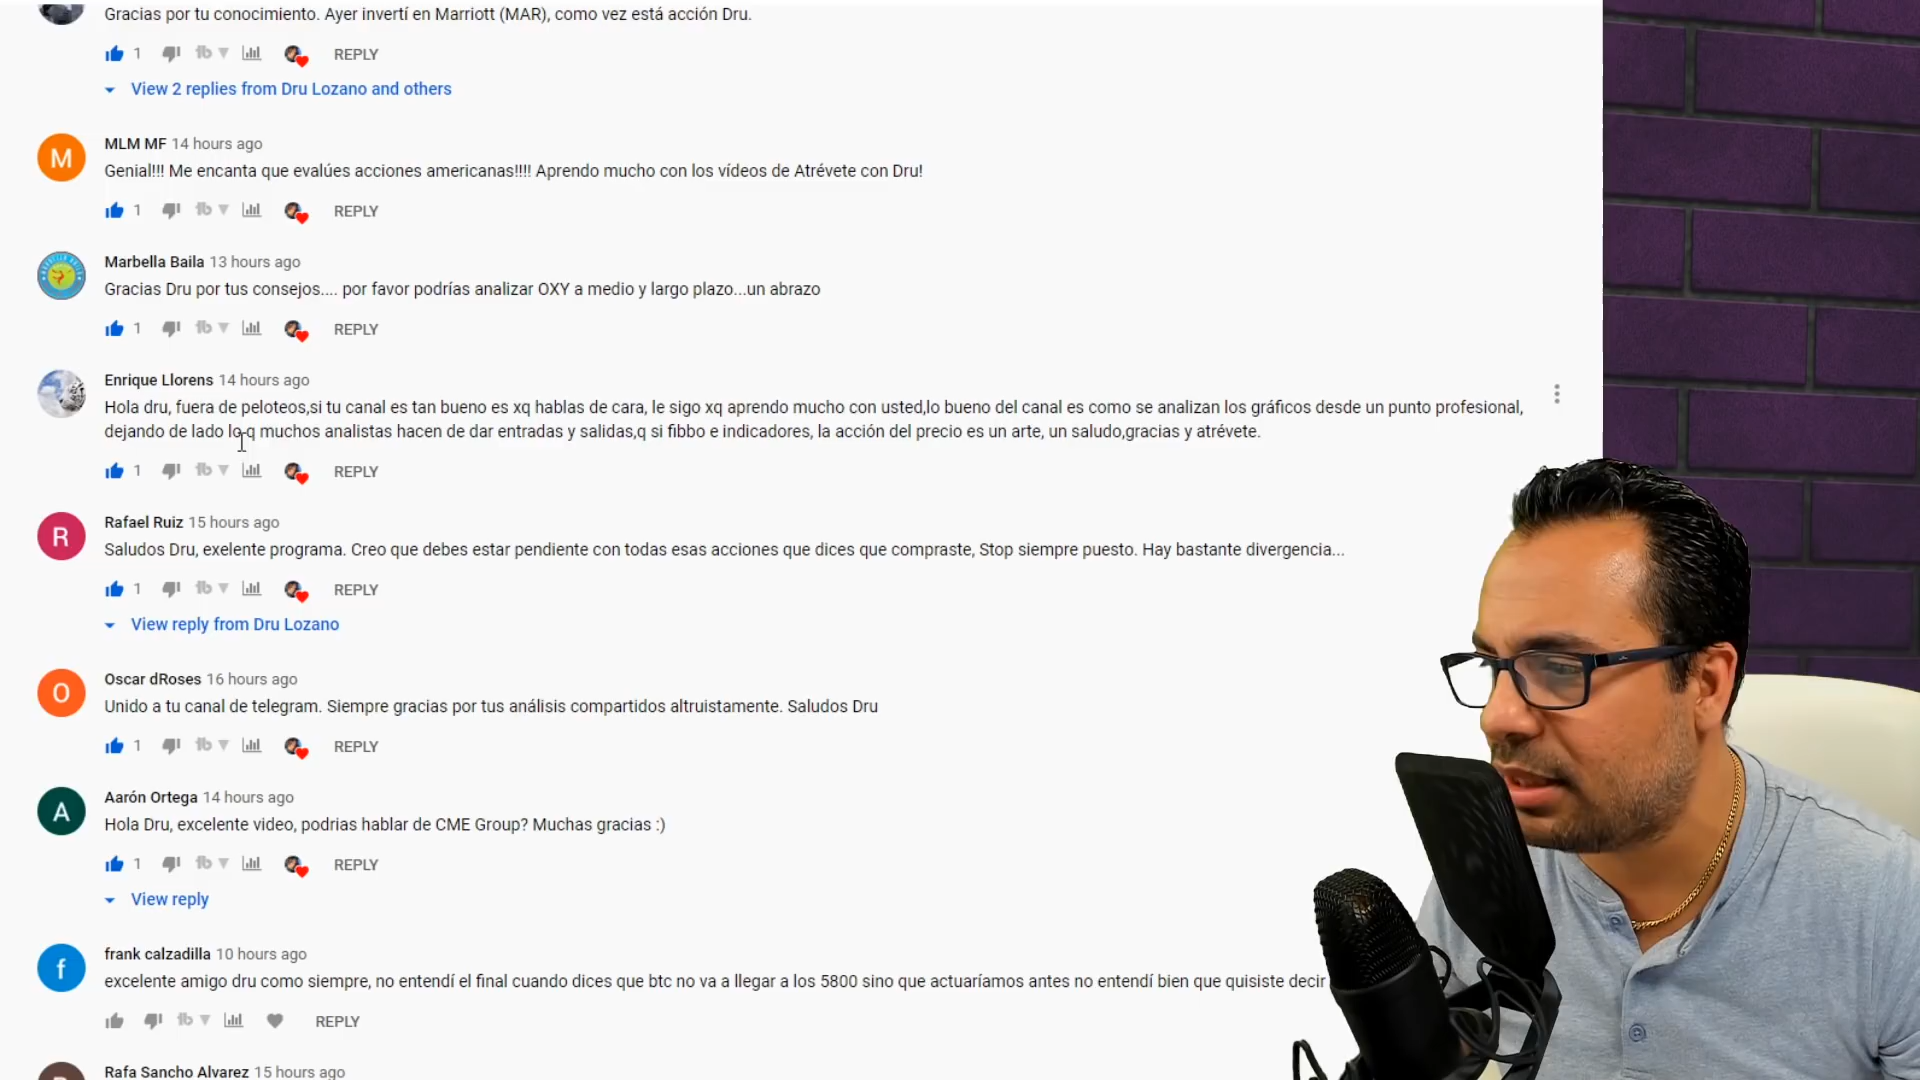 Gracias por tu conocimiento. Ayer invertí en Marriott (MAR), como vez está acción Dru.
1 REPLY
View 2 replies from Dru Lozano and others
MLM MF 14 hours ago
M
Genial!!! Me encanta que evalúes acciones americanas!!!! Aprendo mucho con los vídeos de Atrévete con Dru!
1 REPLY
Marbella Baila 13 hours ago
Gracias Dru por tus consejos.... por favor podrías analizar OXY a medio y largo plazo...un abrazo
1 REPLY
Enrique Llorens 14 hours ago
Hola dru, fuera de peloteos,si tu canal es tan bueno es xq hablas de cara, le sigo xq aprendo mucho con usted,lo bueno del canal es como se analizan los gráficos desde un punto profesional,
dejando de lado lo q muchos analistas hacen de dar entradas y salidas,q si fibbo e indicadores, la acción del precio es un arte, un saludo,gracias y atrévete.
1 REPLY
Rafael Ruiz 15 hours ago
R
Saludos Dru, exelente programa. Creo que debes estar pendiente con todas esas acciones que dices que compraste, Stop siempre puesto. Hay bastante divergencia...
1 REPLY
View reply from Dru Lozano
Oscar dRoses 16 hours ago
O
Unido a tu canal de telegram. Siempre gracias por tus análisis compartidos altruistamente. Saludos Dru
1 REPLY
Aarón Ortega 14 hours ago
A
Hola Dru, excelente video, podrias hablar de CME Group? Muchas gracias :)
1 REPLY
View reply
frank calzadilla 10 hours ago
f
excelente amigo dru como siempre, no entendí el final cuando dices que btc no va a llegar a los 5800 sino que actuaríamos antes no entendí bien que quisiste decir
REPLY
Rafa Sancho Alvarez 15 hours ago